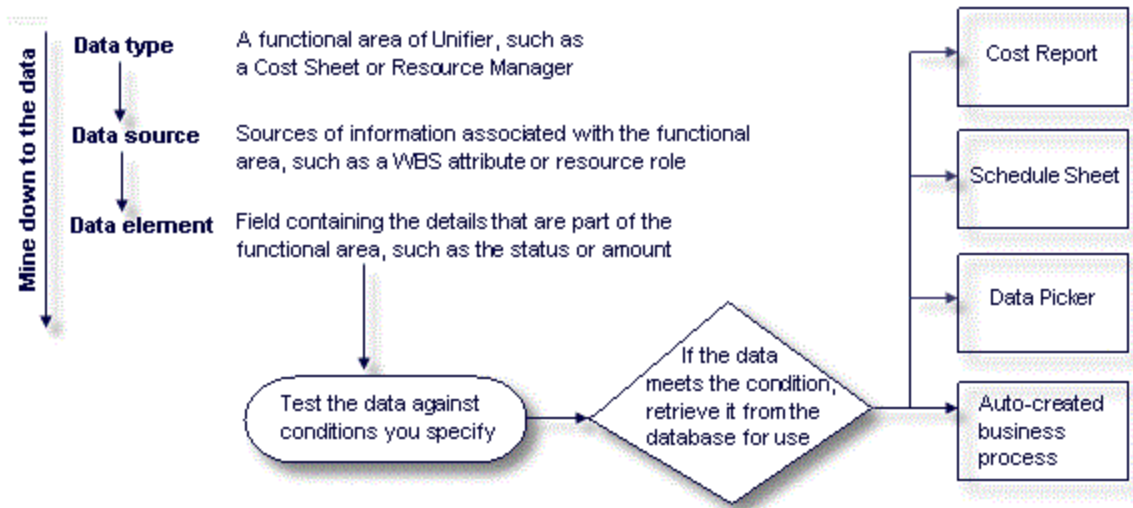 Mine down to the data
Data type
A functional area of Unifier, such as
a Cost Sheet or Resource Manager
Data source
Sources of information associated with the functional
area, such as a WBS attribute or resource role
Data element
Field containing the details that are part of the
functional area, such as the status or amount
Test the data against
conditions you specify
If the data
meets the condition,
retrieve it from the
database for use
Cost Report
Schedule Sheet
Data Picker
Auto-created
business
process